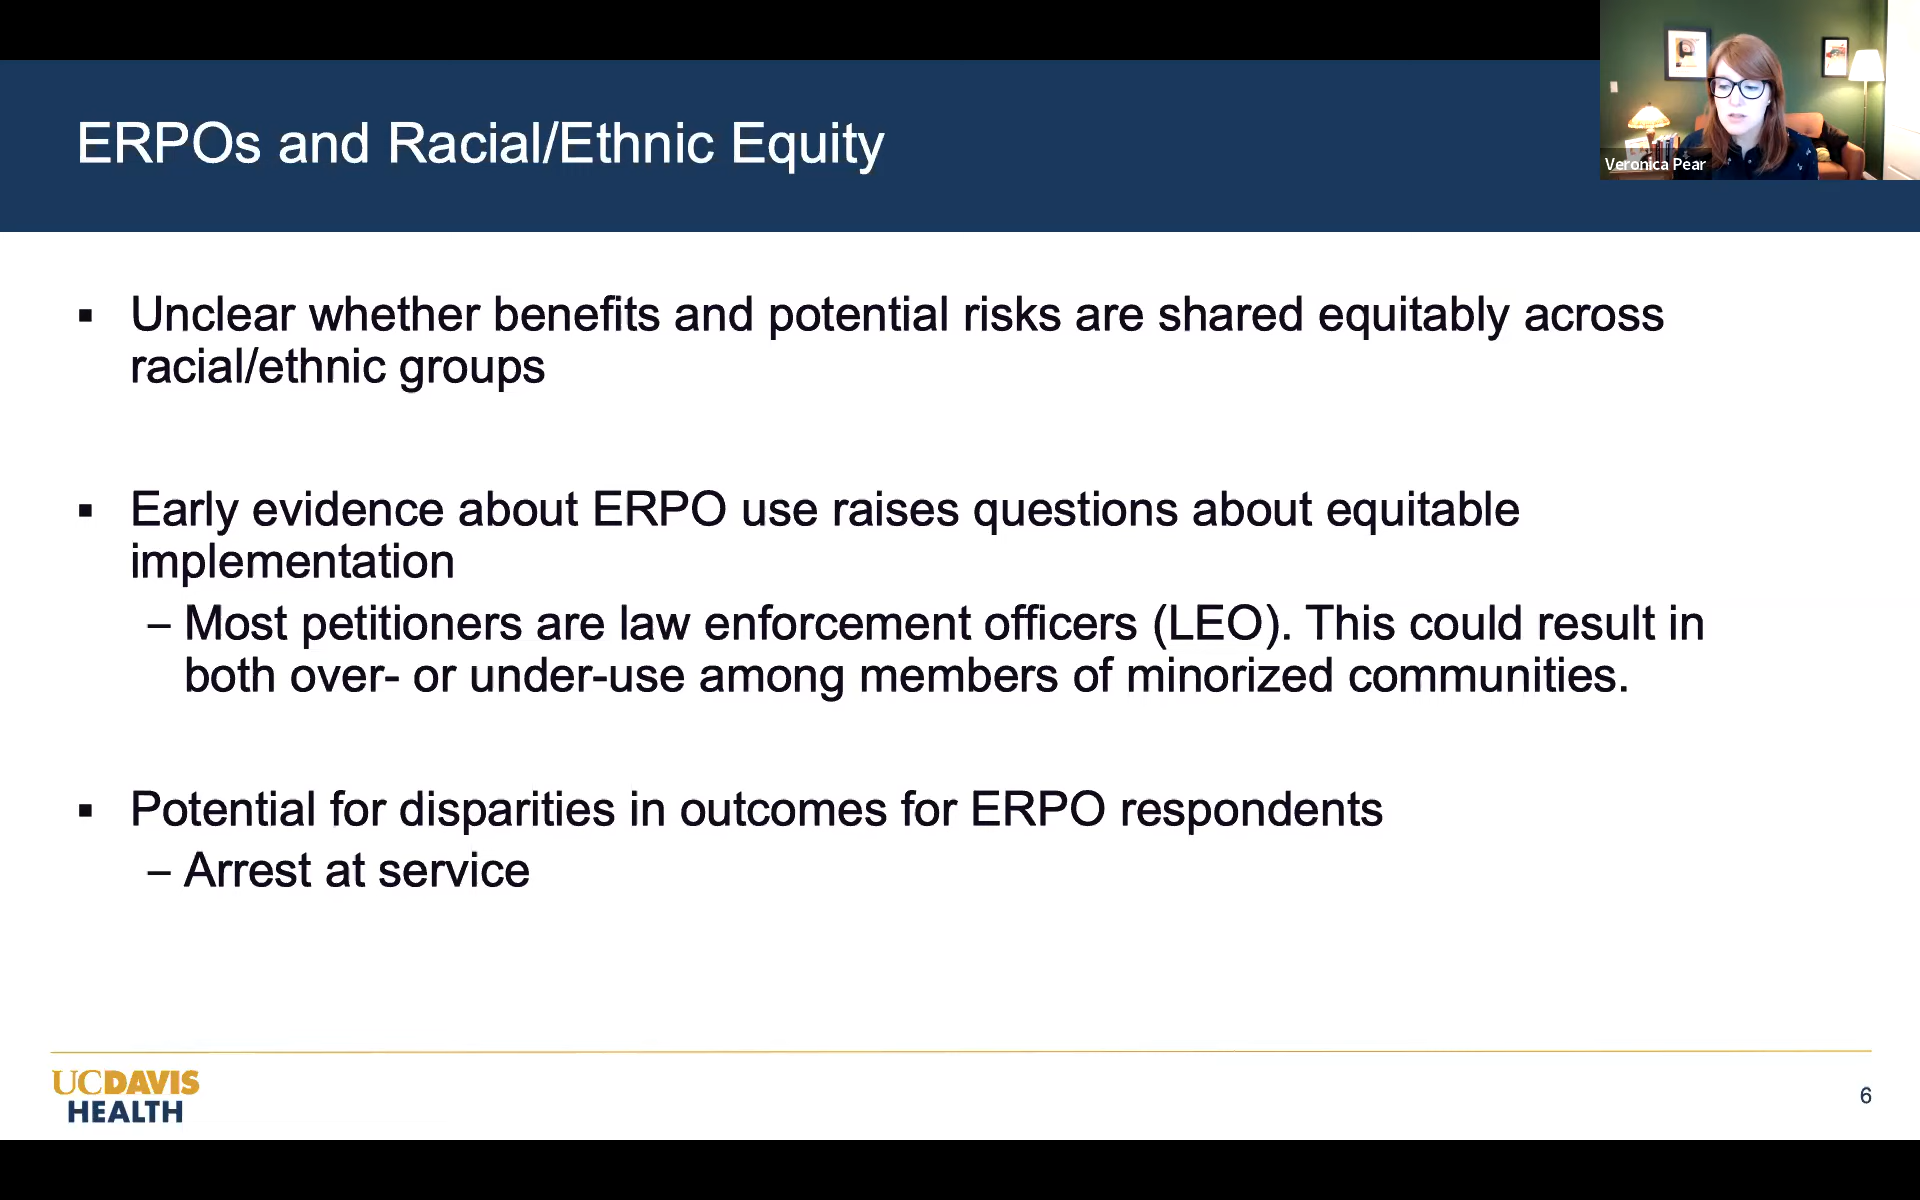 ERPOs and Racial/Ethnic Equity
Veronica Pear
▪ Unclear whether benefits and potential risks are shared equitably across
racial/ethnic groups
▪ Early evidence about ERPO use raises questions about equitable
implementation
– Most petitioners are law enforcement officers (LEO). This could result in
both over- or under-use among members of minorized communities.
▪ Potential for disparities in outcomes for ERPO respondents
– Arrest at service
UCDAVIS
HEALTH
6